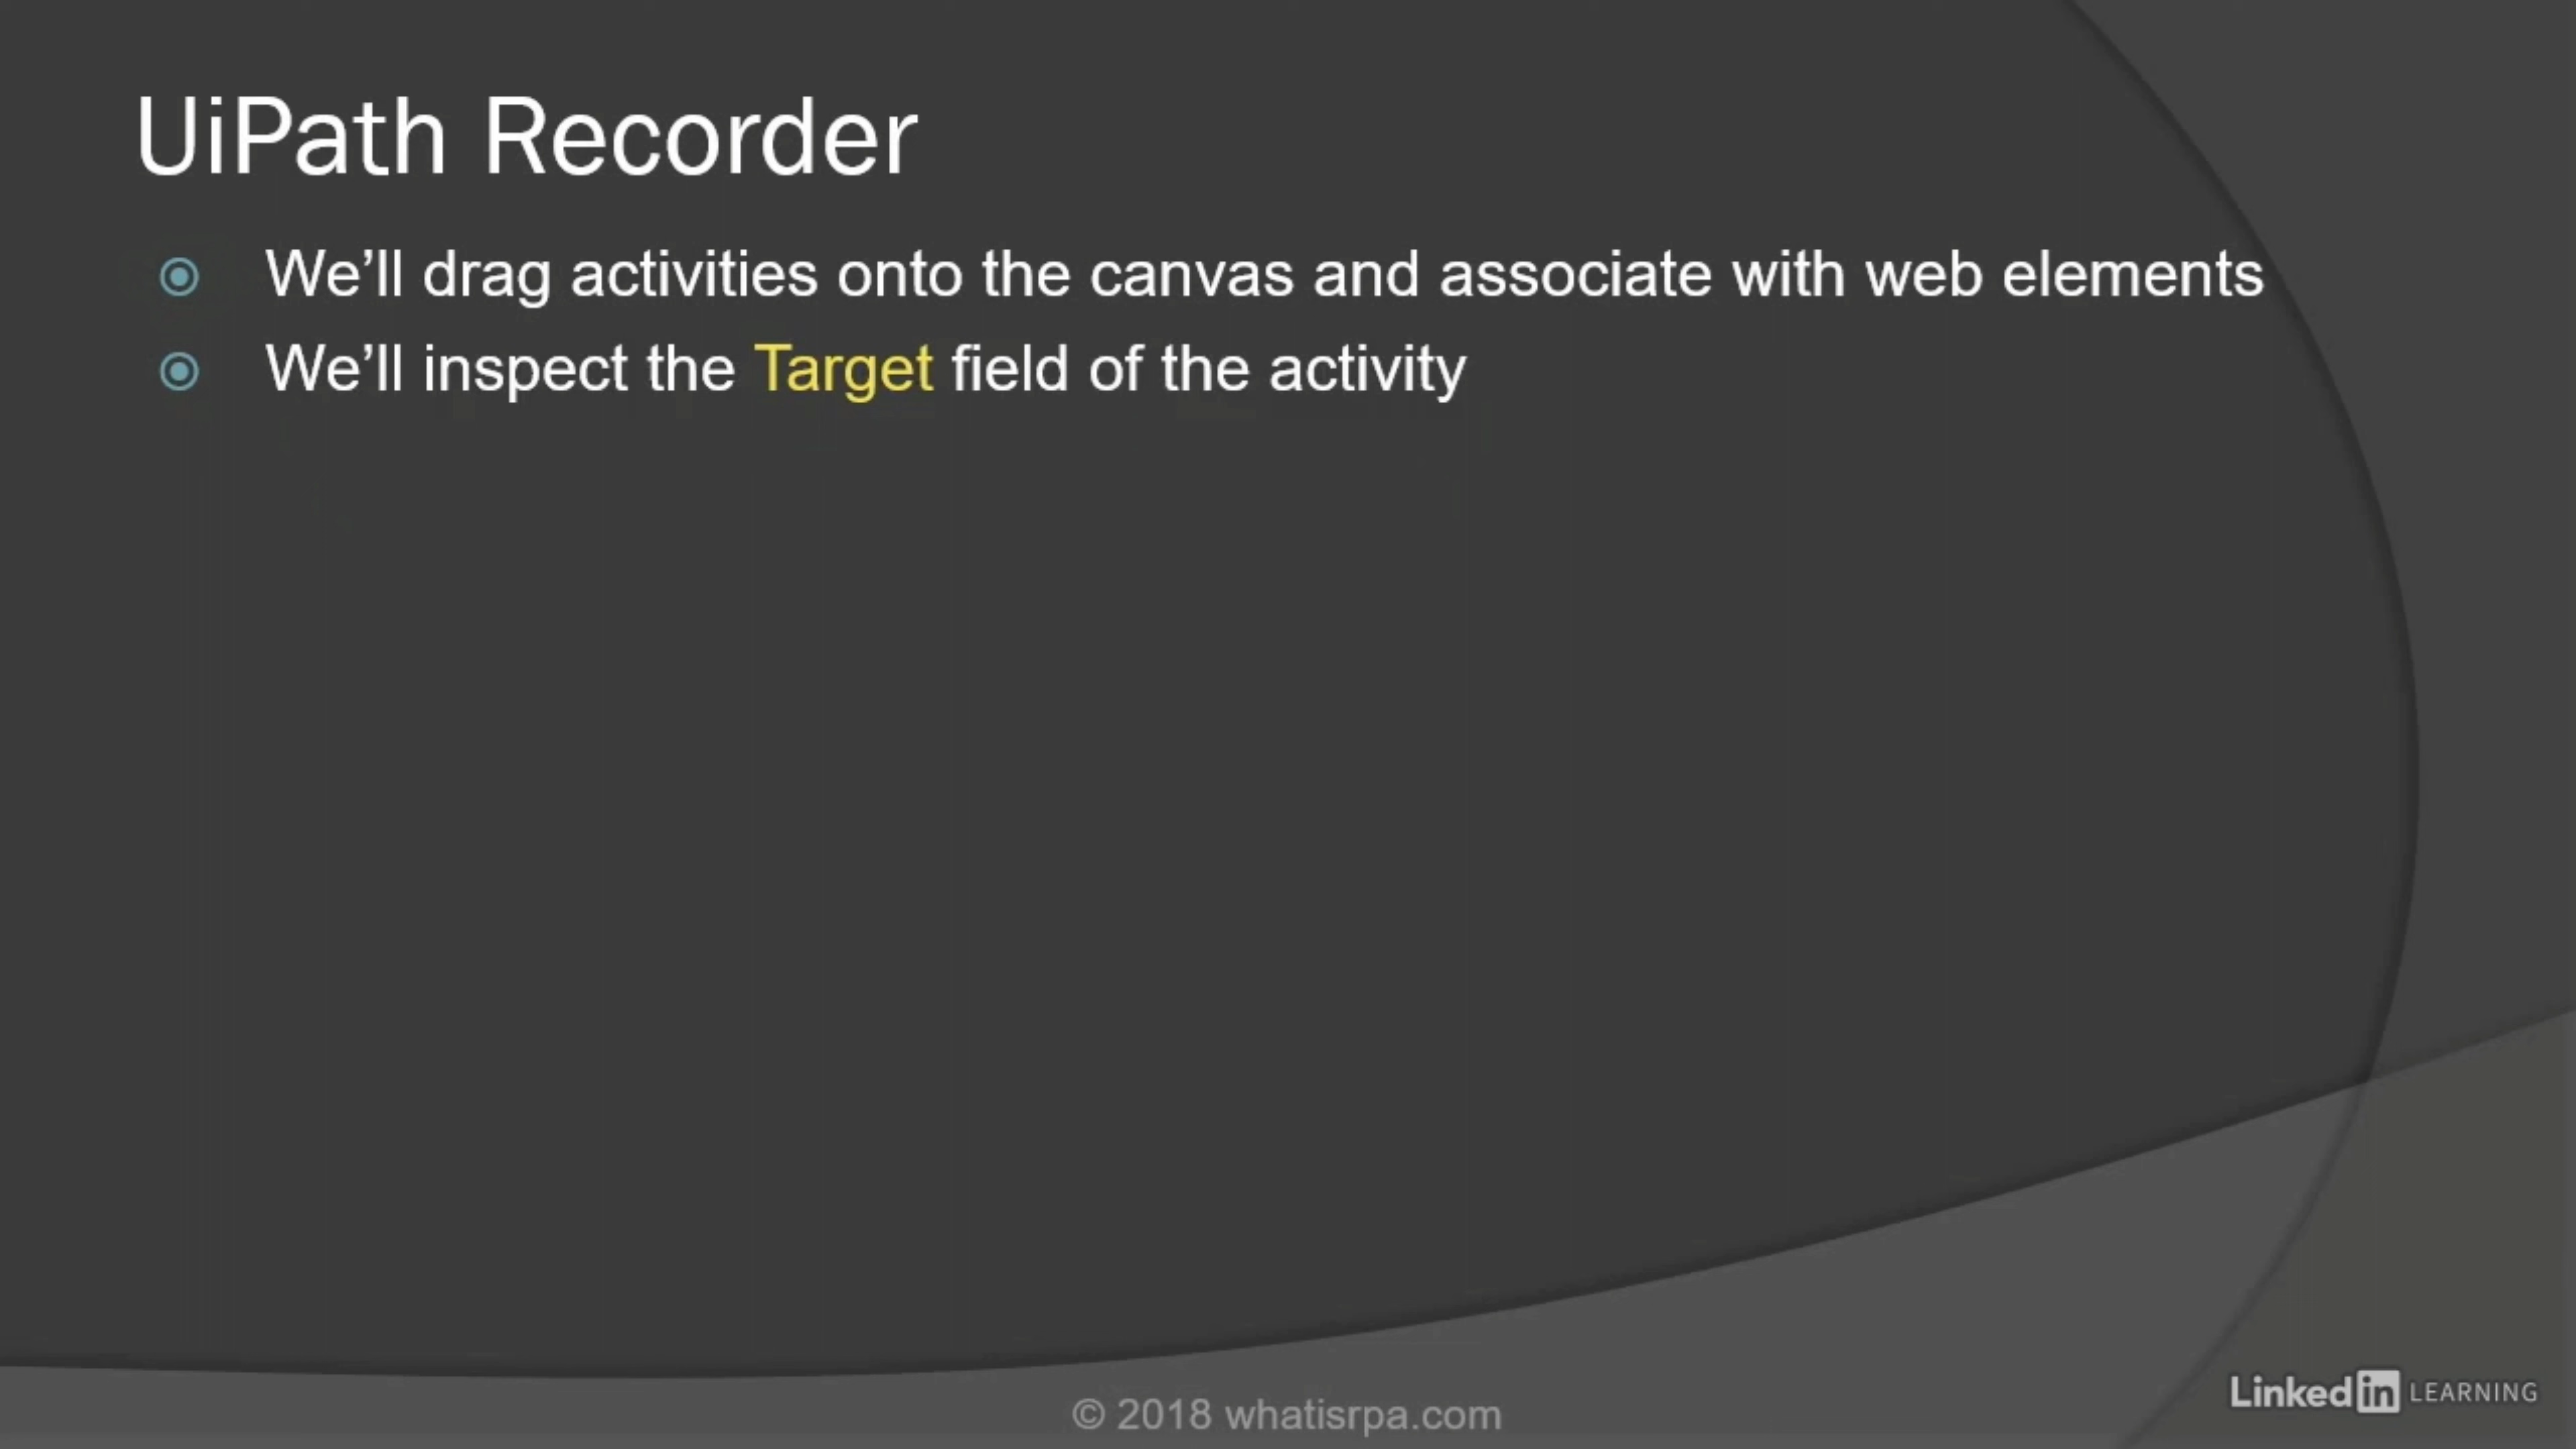 UiPath Recorder
We’ll drag activities onto the canvas and associate with web elements
We’ll inspect the Target field of the activity
© 2018 whatisrpa.com
Linked in LEARNING